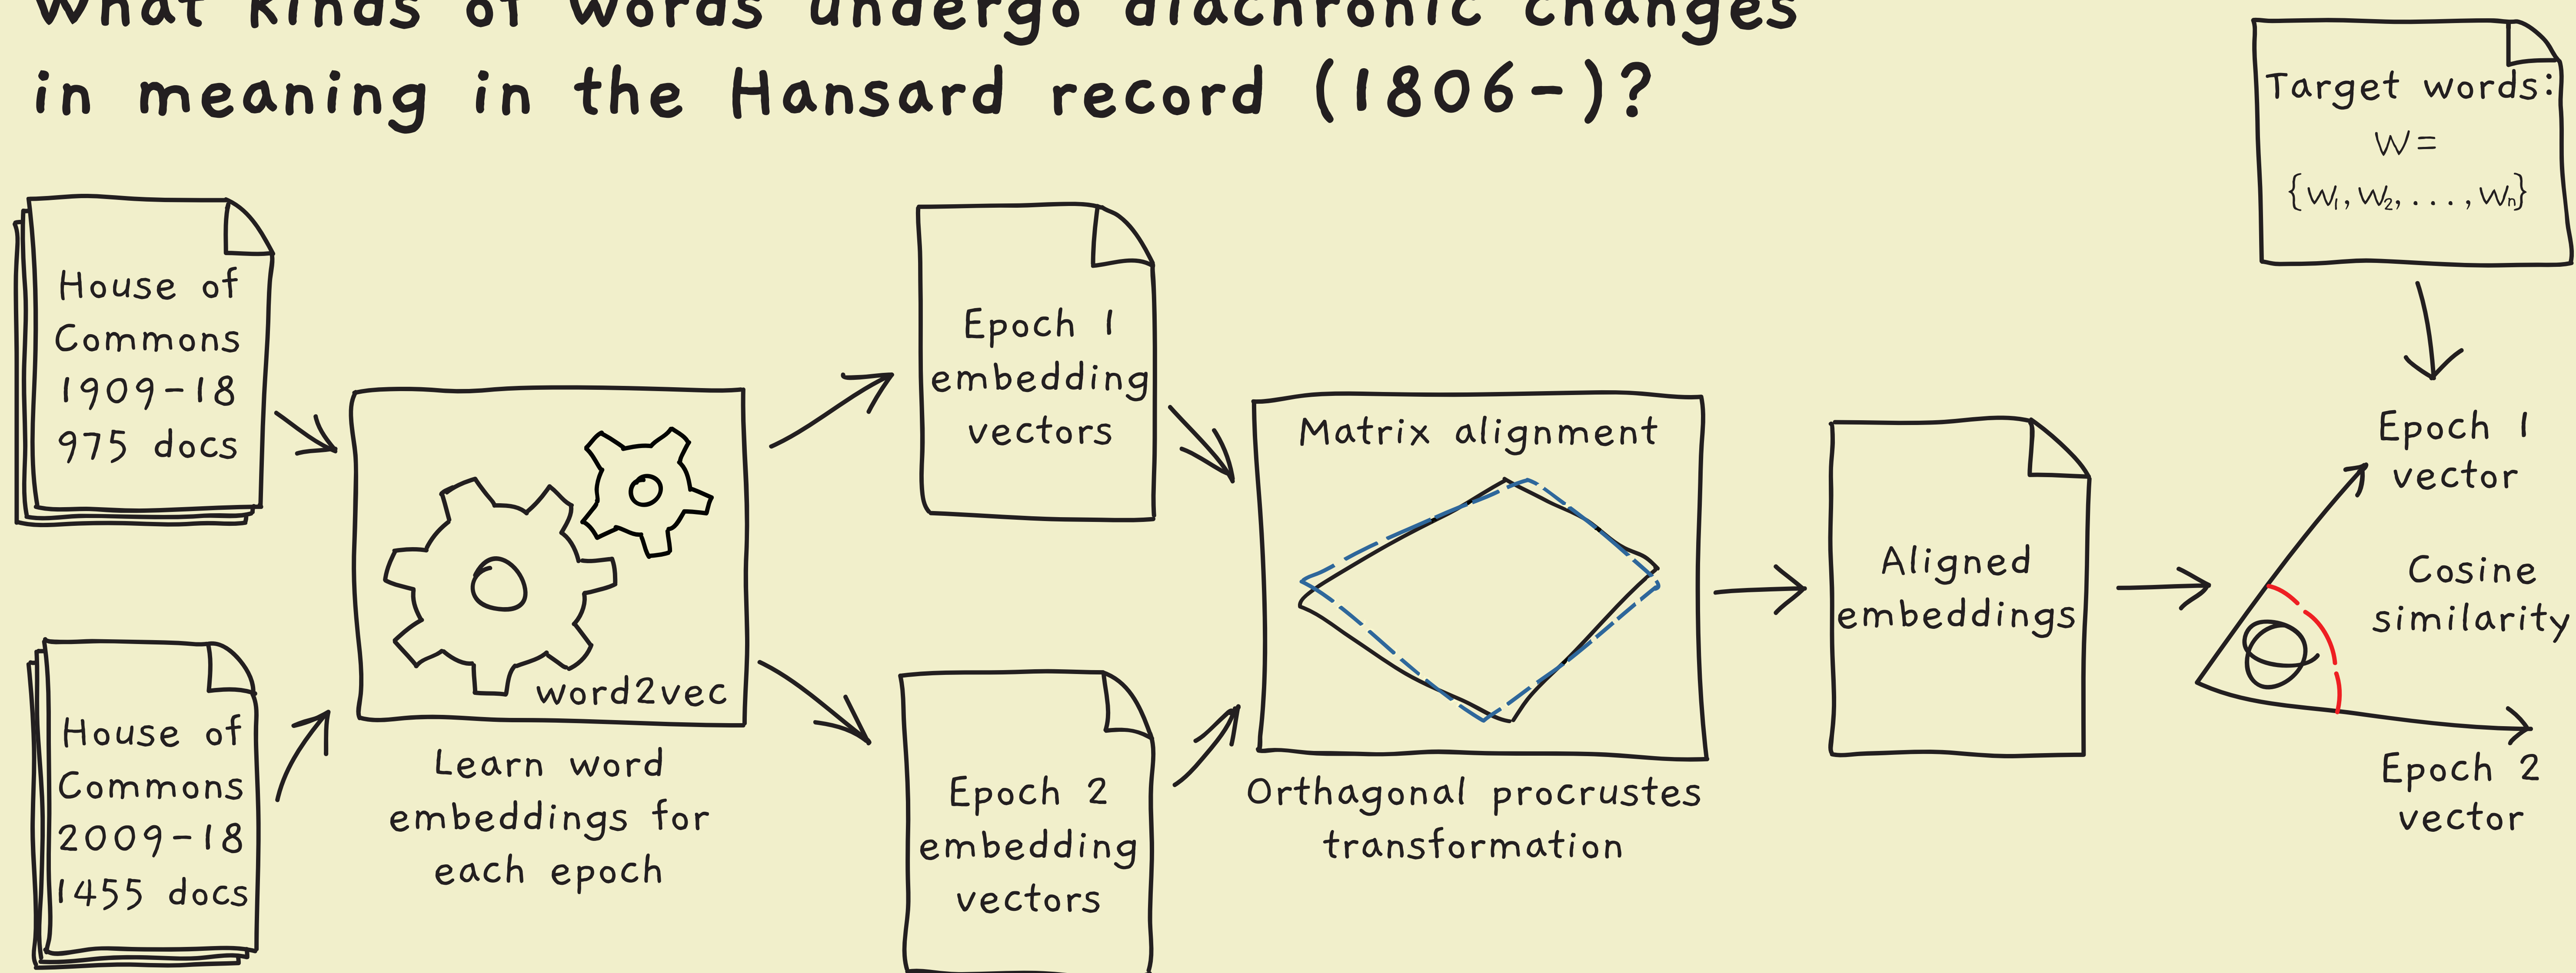 What kinds of words undergo diachronic changes
in meaning in the Hansard record (1806-)?
House of
Commons
1909-18
975 docs
House of
Commons
2009-18
1455 docs
word2vec
Learn word
embeddings for
each epoch
Epoch 1
embedding
vectors
Epoch 2
embedding
vectors
Matrix alignment
Orthagonal procrustes
transformation
Aligned
embeddings
Target words:
W=
{W₁, W₂, ..., Wₙ}
Epoch 1
vector
Cosine
similarity
Epoch 2
vector